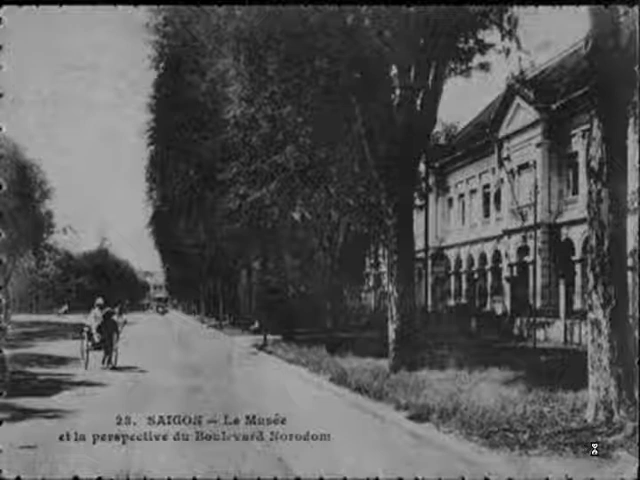 23. SAIGON — Le Musée
et la perspective du Boulevard Norodom